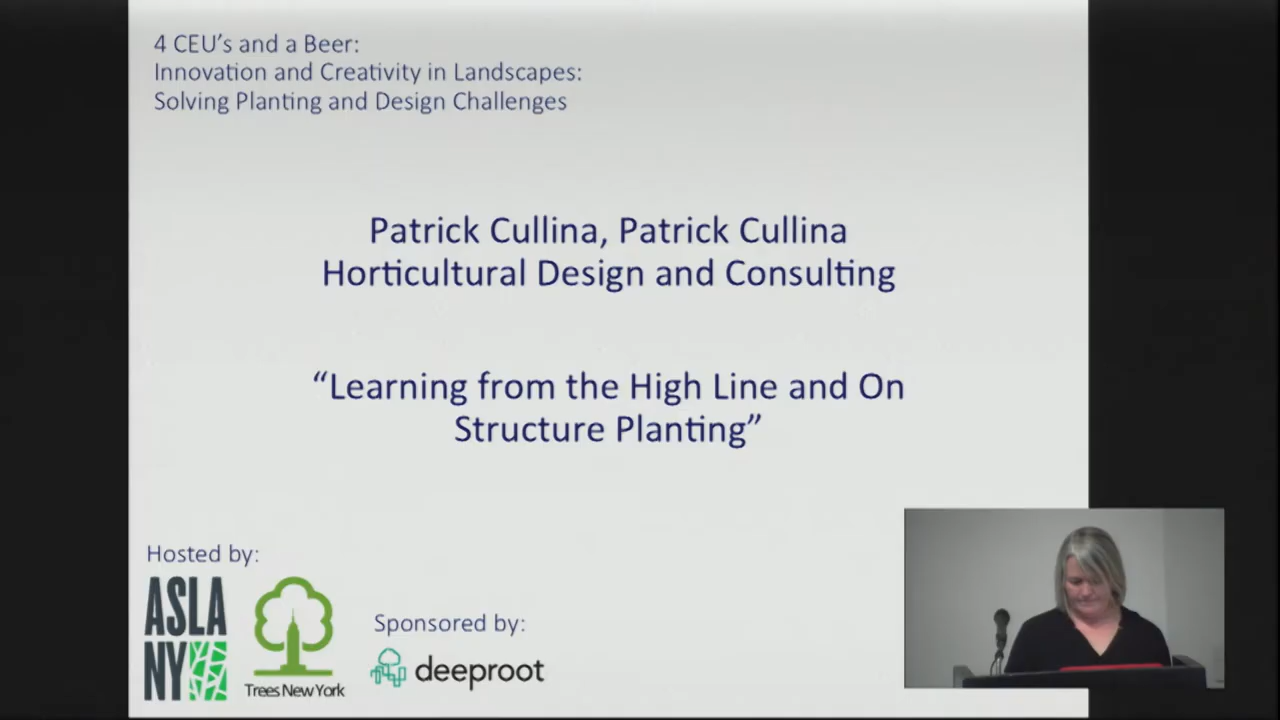 4 CEU's and a Beer:
Innovation and Creativity in Landscapes:
Solving Planting and Design Challenges
Patrick Cullina, Patrick Cullina
Horticultural Design and Consulting
“Learning from the High Line and On
Structure Planting”
Hosted by:
ASLA
NY
Trees New York
Sponsored by:
deeproot